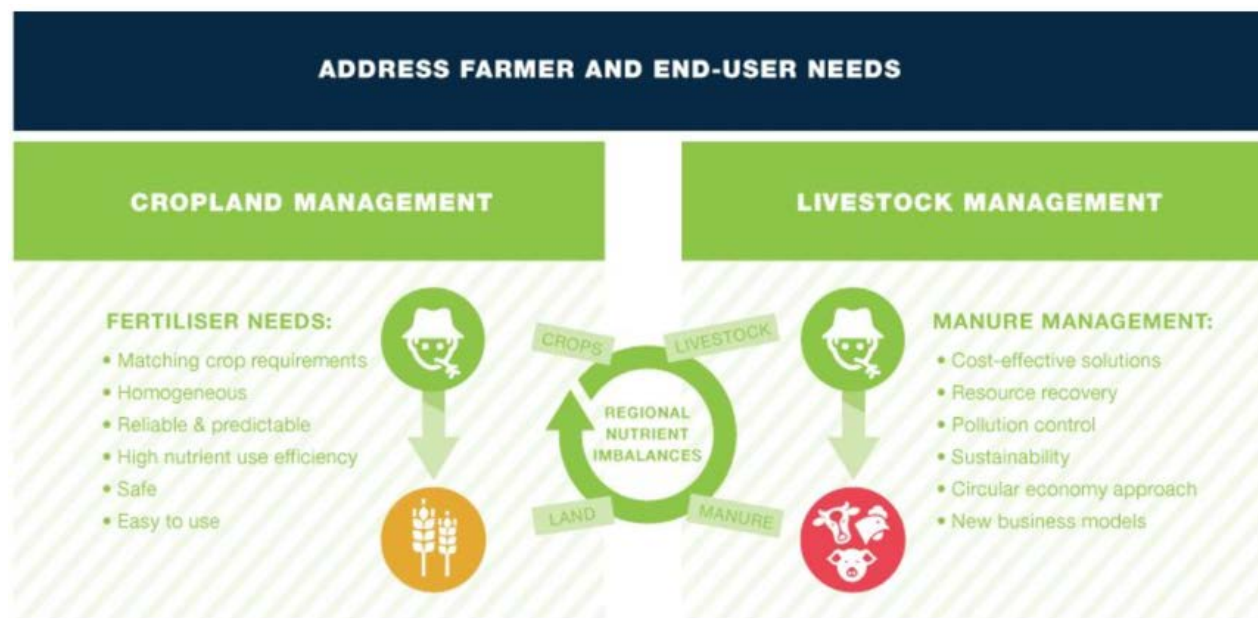 ADDRESS FARMER AND END-USER NEEDS
CROPLAND MANAGEMENT
FERTILISER NEEDS:
• Matching crop requirements
• Homogeneous
• Reliable & predictable
• High nutrient use efficiency
• Safe
• Easy to use
CROPS
LIVESTOCK
REGIONAL
NUTRIENT
IMBALANCES
LAND
MANURE
LIVESTOCK MANAGEMENT
MANURE MANAGEMENT:
• Cost-effective solutions
• Resource recovery
• Pollution control
• Sustainability
• Circular economy approach
• New business models